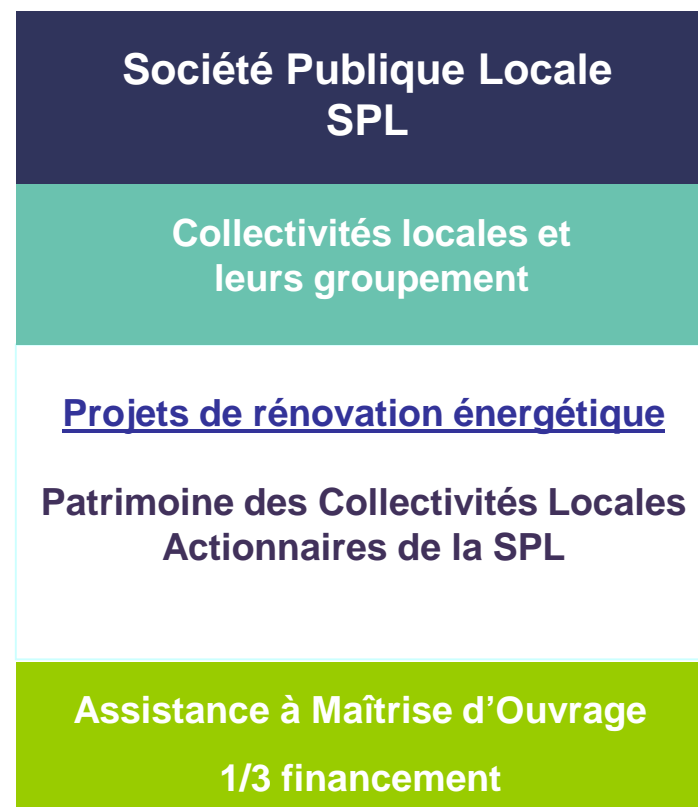 Société Publique Locale
SPL
Collectivités locales et
leurs groupement
Projets de rénovation énergétique
Patrimoine des Collectivités Locales
Actionnaires de la SPL
Assistance à Maîtrise d’Ouvrage
1/3 financement